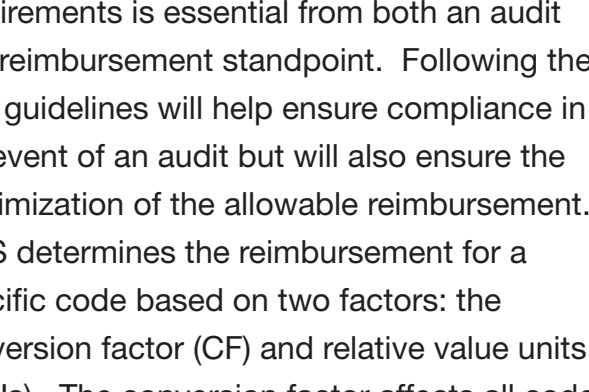 irements is essential from both an audit
reimbursement standpoint.  Following the
guidelines will help ensure compliance in
event of an audit but will also ensure the
imization of the allowable reimbursement.
S determines the reimbursement for a
cific code based on two factors: the
version factor (CF) and relative value units
The conversion factor affects all code